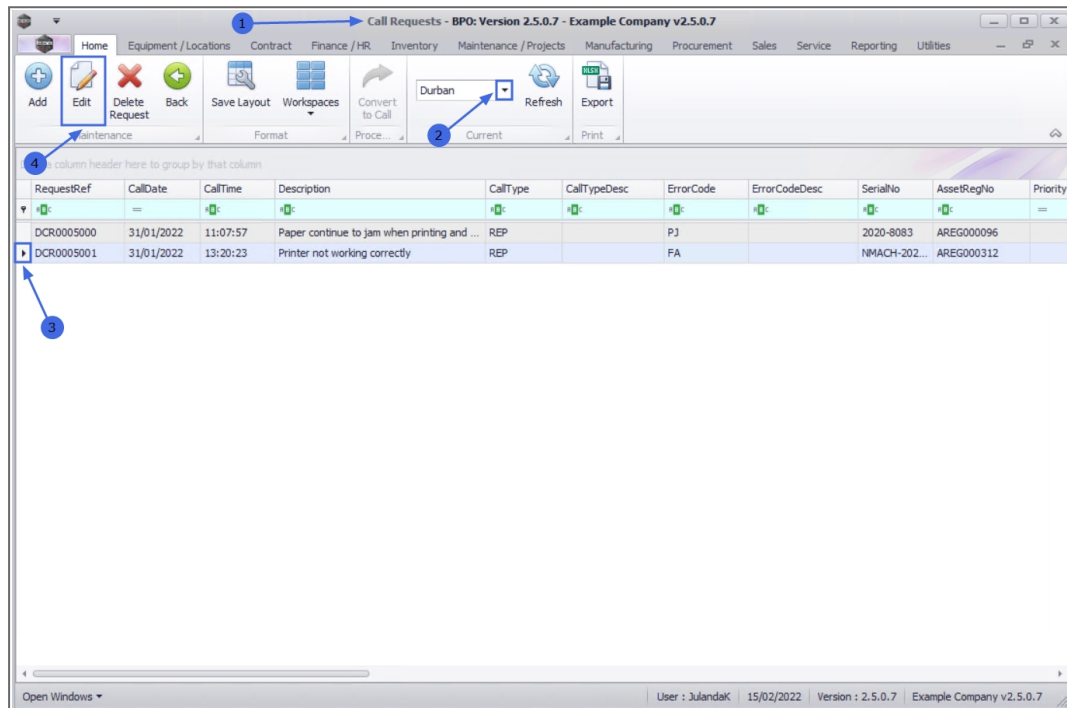 1
Call Requests - BPO: Version 2.5.0.7 - Example Company v2.5.0.7
Home Equipment / Locations Contract Finance / HR Inventory Maintenance / Projects Manufacturing Procurement Sales Service Reporting Utilities
Add Edit Delete Request Back Save Layout Workspaces Convert to Call Durban Refresh XLSX Export
4 2
Maintenance Format Proce... Current Print
column header here to group by that column
RequestRef CallDate CallTime Description CallType CallTypeDesc ErrorCode ErrorCodeDesc SerialNo AssetRegNo Priority
= =
DCR0005000 31/01/2022 11:07:57 Paper continue to jam when printing and ... REP PJ 2020-8083 AREG000096
DCR0005001 31/01/2022 13:20:23 Printer not working correctly REP FA NMACH-202... AREG000312
3
Open Windows User : JulandaK 15/02/2022 Version : 2.5.0.7 Example Company v2.5.0.7